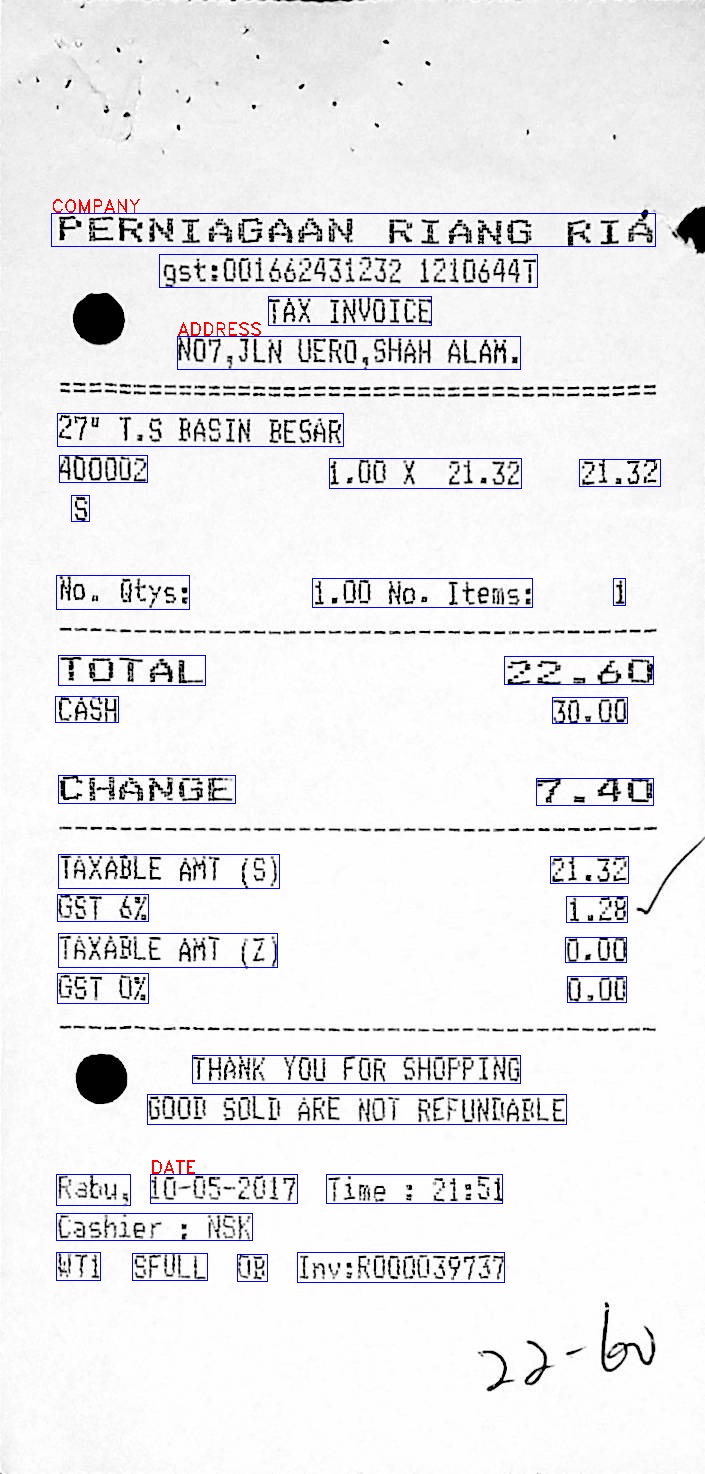 COMPANY
PERNIAGAAN RIANG RIA
gst:001662431232 1210644T
TAX INVOICE
ADDRESS
NO7,JLN UERO,SHAH ALAM.
========================================
27" T.S BASIN BESAR
400002 1.00 X 21.32 21.32
S
No. Qtys: 1.00 No. Items: 1
----------------------------------------
TOTAL 22.60
CASH 30.00
CHANGE 7.40
----------------------------------------
TAXABLE AMT (S) 21.32
GST 6% 1.28
TAXABLE AMT (Z) 0.00
GST 0% 0.00
----------------------------------------
THANK YOU FOR SHOPPING
GOOD SOLD ARE NOT REFUNDABLE
DATE
Rabu, 10-05-2017 Time : 21:51
Cashier : NSK
WT1 SFULL OB Inv:R000039737
22-60